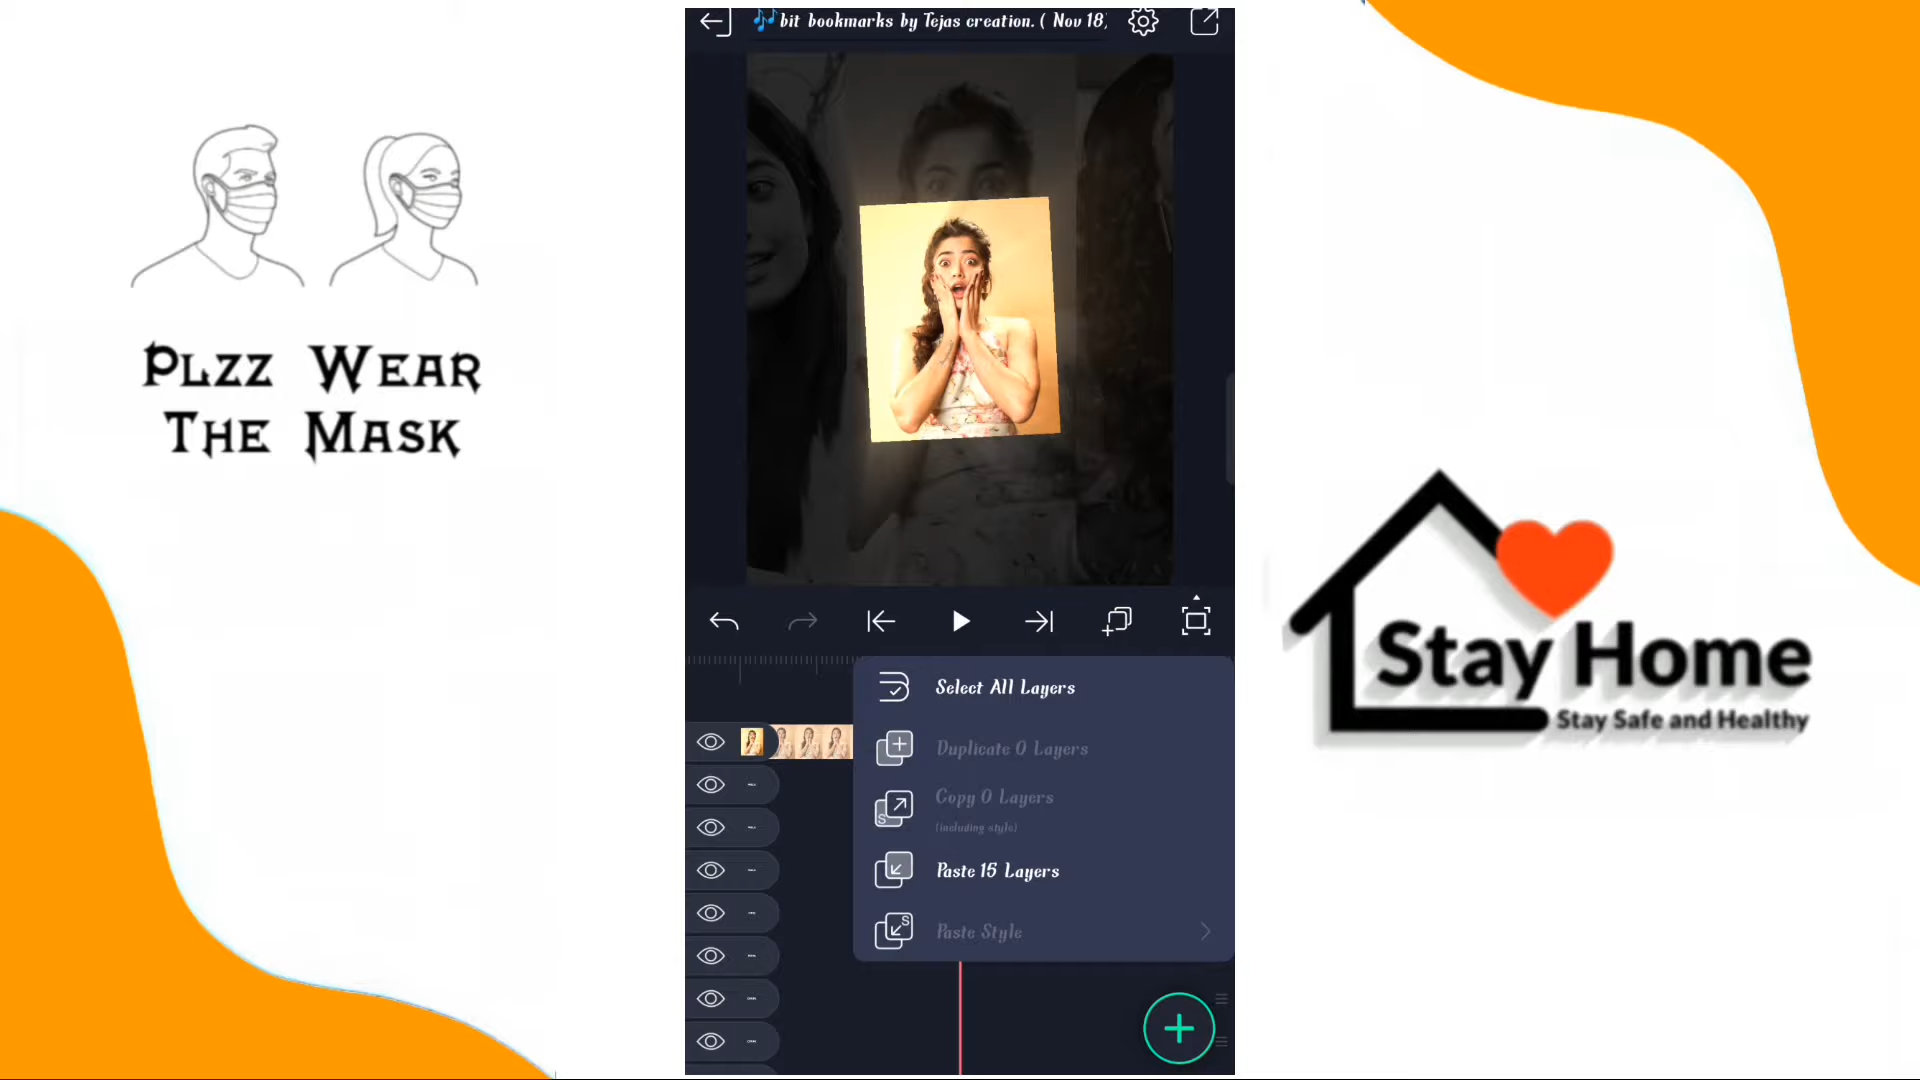 bit bookmarks by Tejas creation. ( Nov 18)
PLZZ WEAR
THE MASK
Select All Layers
Duplicate 0 Layers
Copy 0 Layers
(including style)
Paste 15 Layers
Paste Style
Stay Home
Stay Safe and Healthy